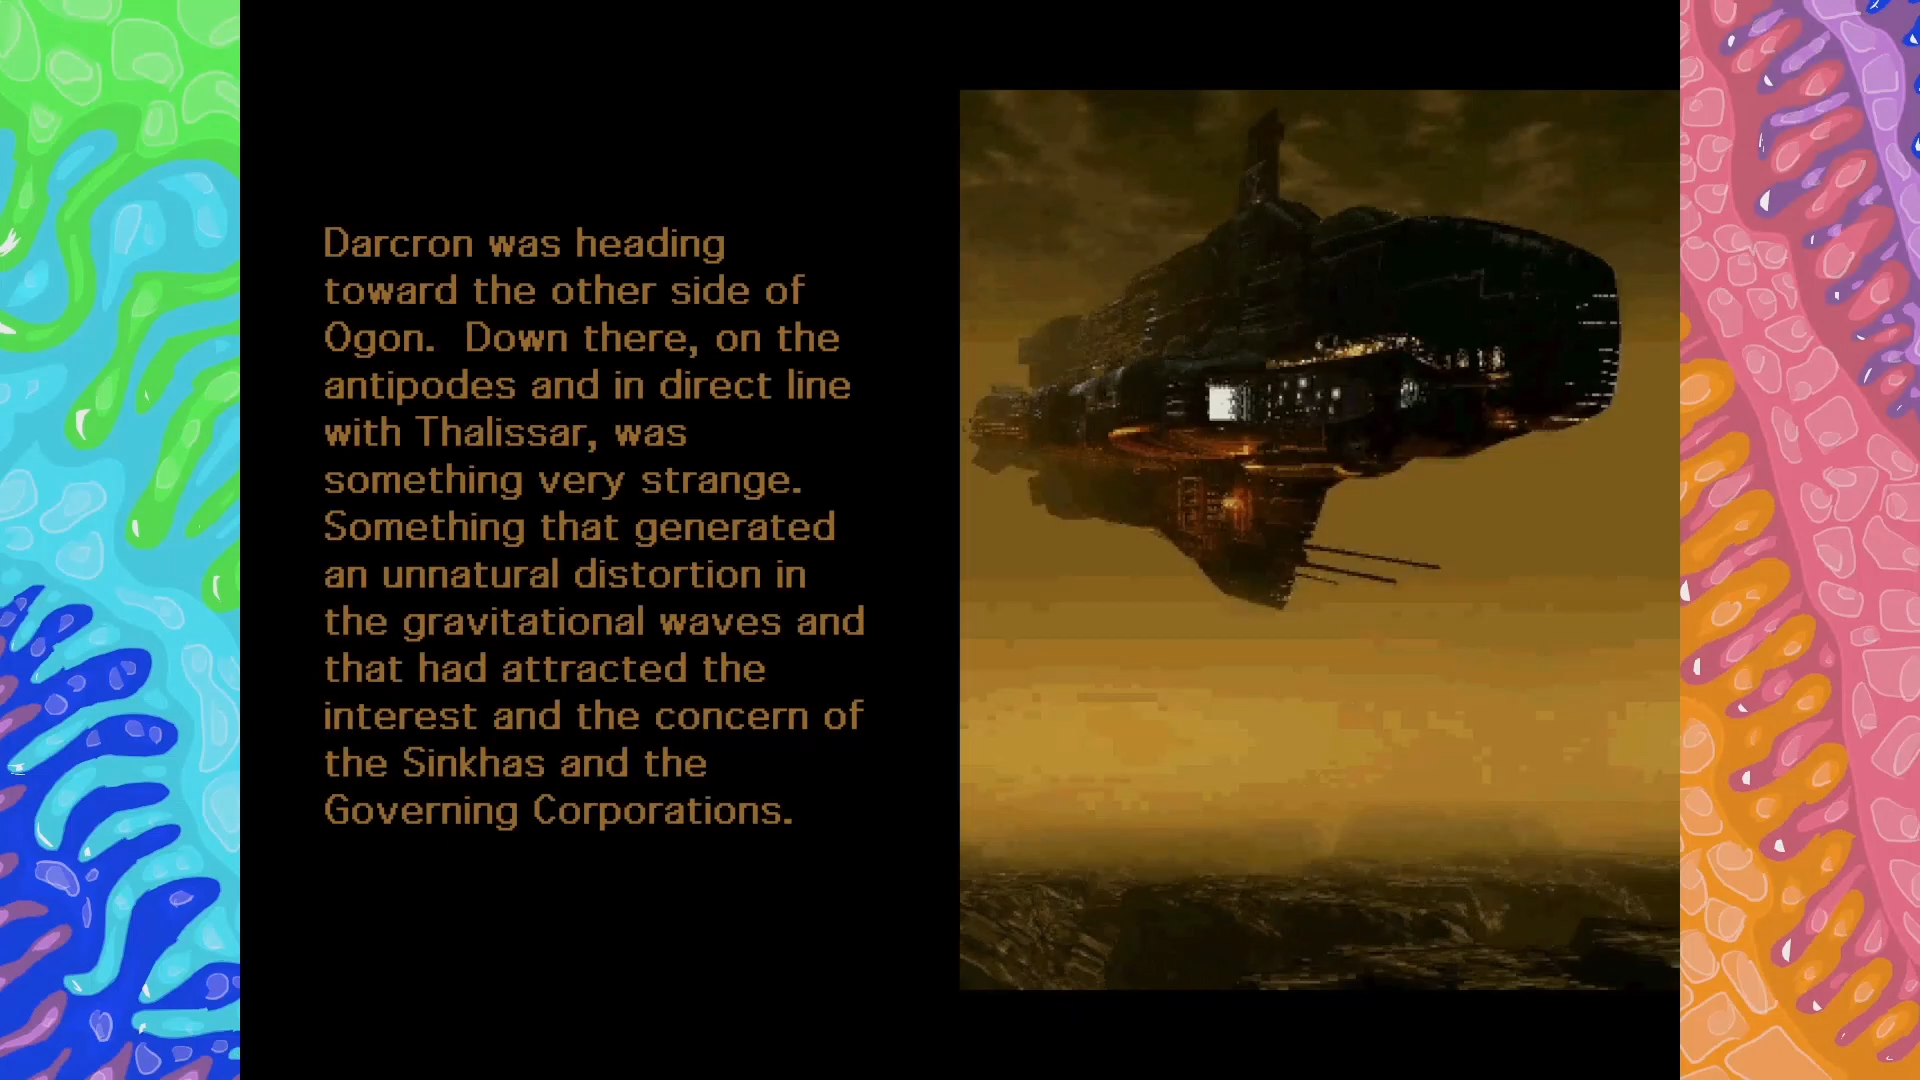 Darcron was heading
toward the other side of
Ogon.  Down there, on the
antipodes and in direct line
with Thalissar, was
something very strange.
Something that generated
an unnatural distortion in
the gravitational waves and
that had attracted the
interest and the concern of
the Sinkhas and the
Governing Corporations.